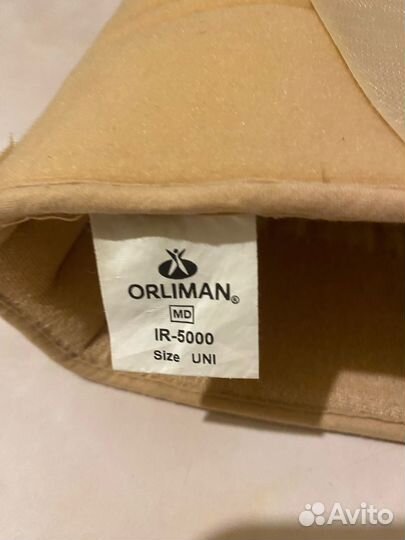 ORLIMAN®
MD
IR-5000
Size UNI
Avito